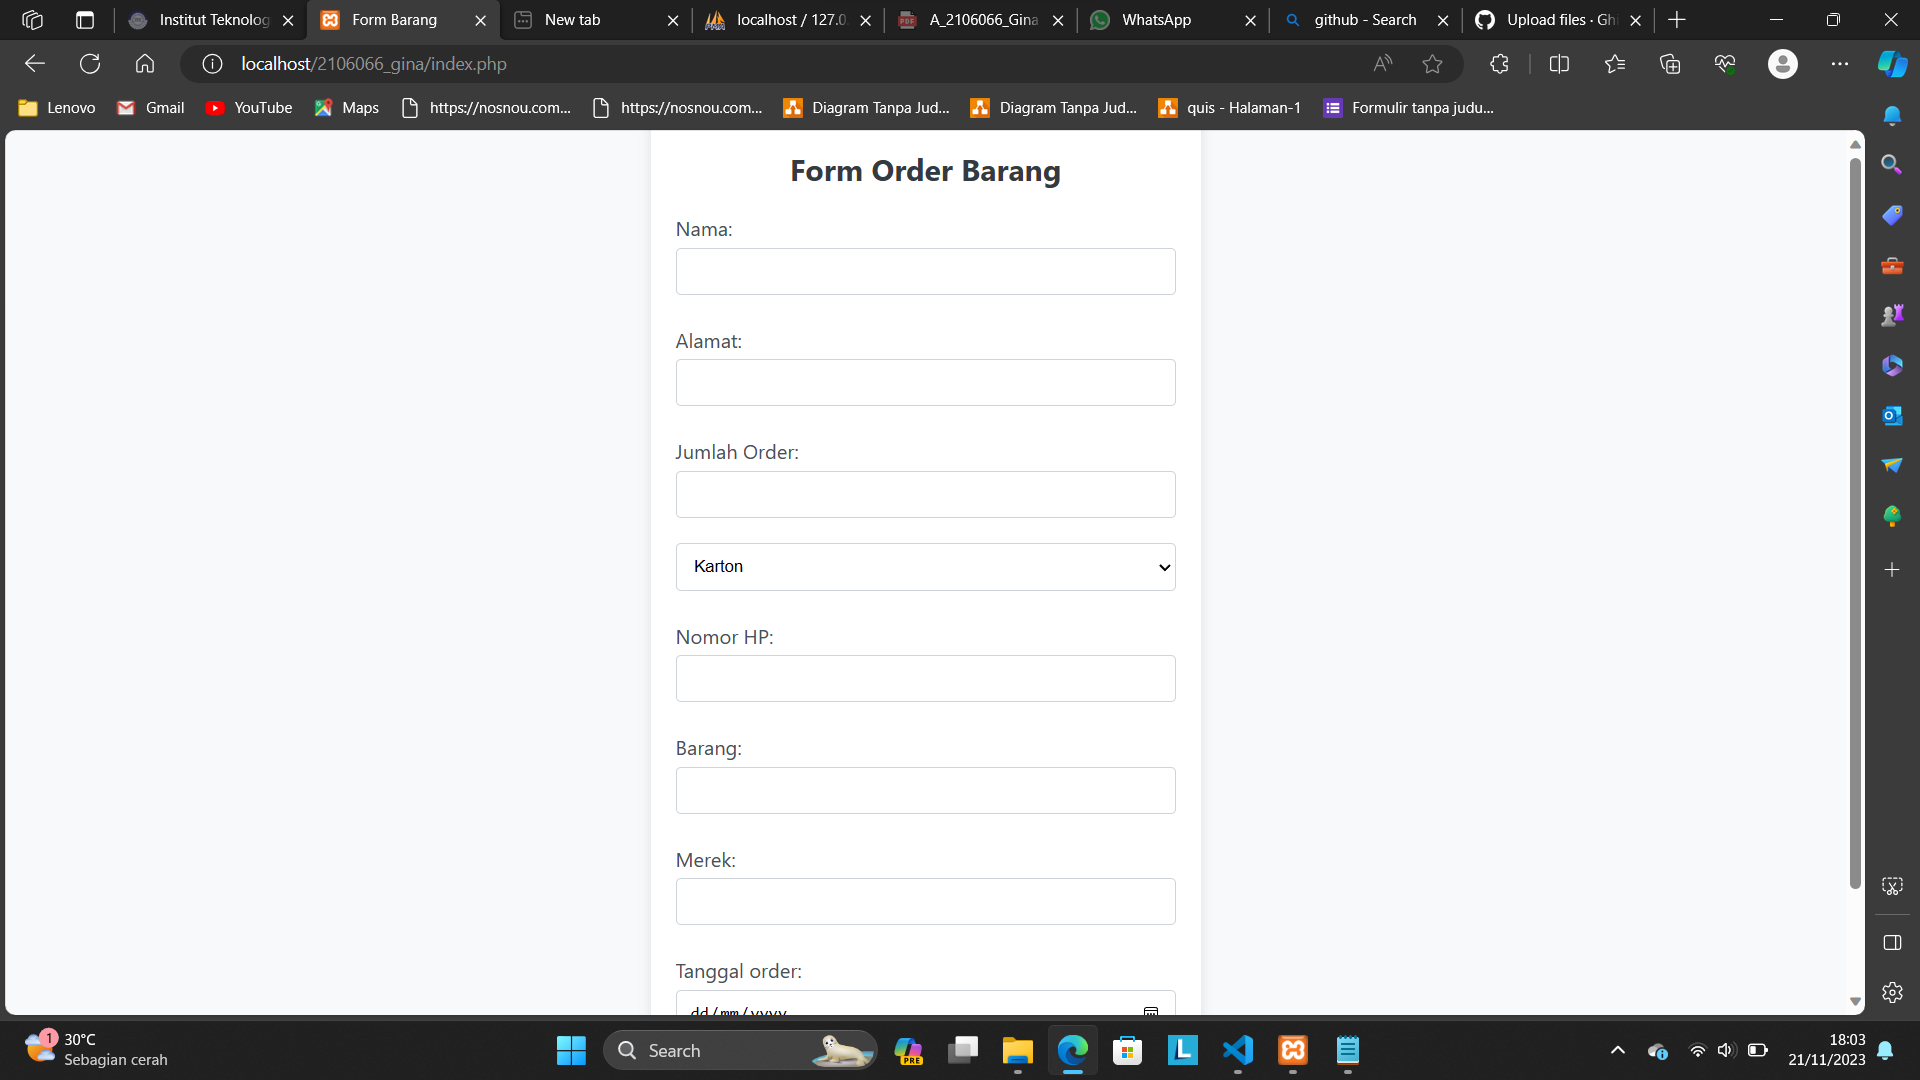 Institut Teknolog
Form Barang
New tab
localhost / 127.0
A_2106066_Gina
WhatsApp
github - Search
Upload files · Gh
localhost/2106066_gina/index.php
Lenovo
Gmail
YouTube
Maps
https://nosnou.com...
https://nosnou.com...
Diagram Tanpa Jud...
Diagram Tanpa Jud...
quis - Halaman-1
Formulir tanpa judu...
Form Order Barang
Nama:
Alamat:
Jumlah Order:
Karton
Nomor HP:
Barang:
Merek:
Tanggal order:
dd/mm/yyyy
1
30°C
Sebagian cerah
Search
PRE
18:03
21/11/2023